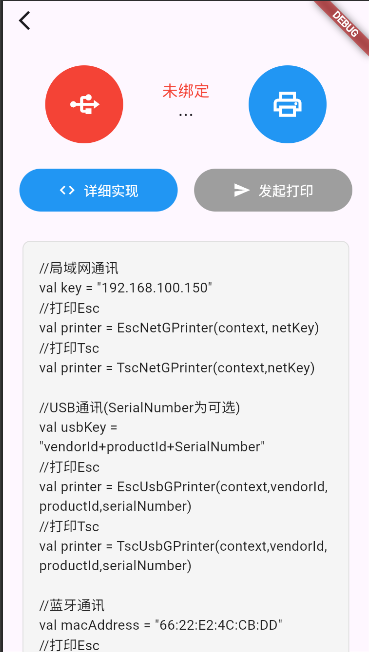 DEBUG
未绑定
...
详细实现
发起打印
//局域网通讯
val key = "192.168.100.150"
//打印Esc
val printer = EscNetGPrinter(context, netKey)
//打印Tsc
val printer = TscNetGPrinter(context,netKey)
//USB通讯(SerialNumber为可选)
val usbKey =
"vendorId+productId+SerialNumber"
//打印Esc
val printer = EscUsbGPrinter(context,vendorId,
productId,serialNumber)
//打印Tsc
val printer = TscUsbGPrinter(context,vendorId,
productId,serialNumber)
//蓝牙通讯
val macAddress = "66:22:E2:4C:CB:DD"
//打印Esc